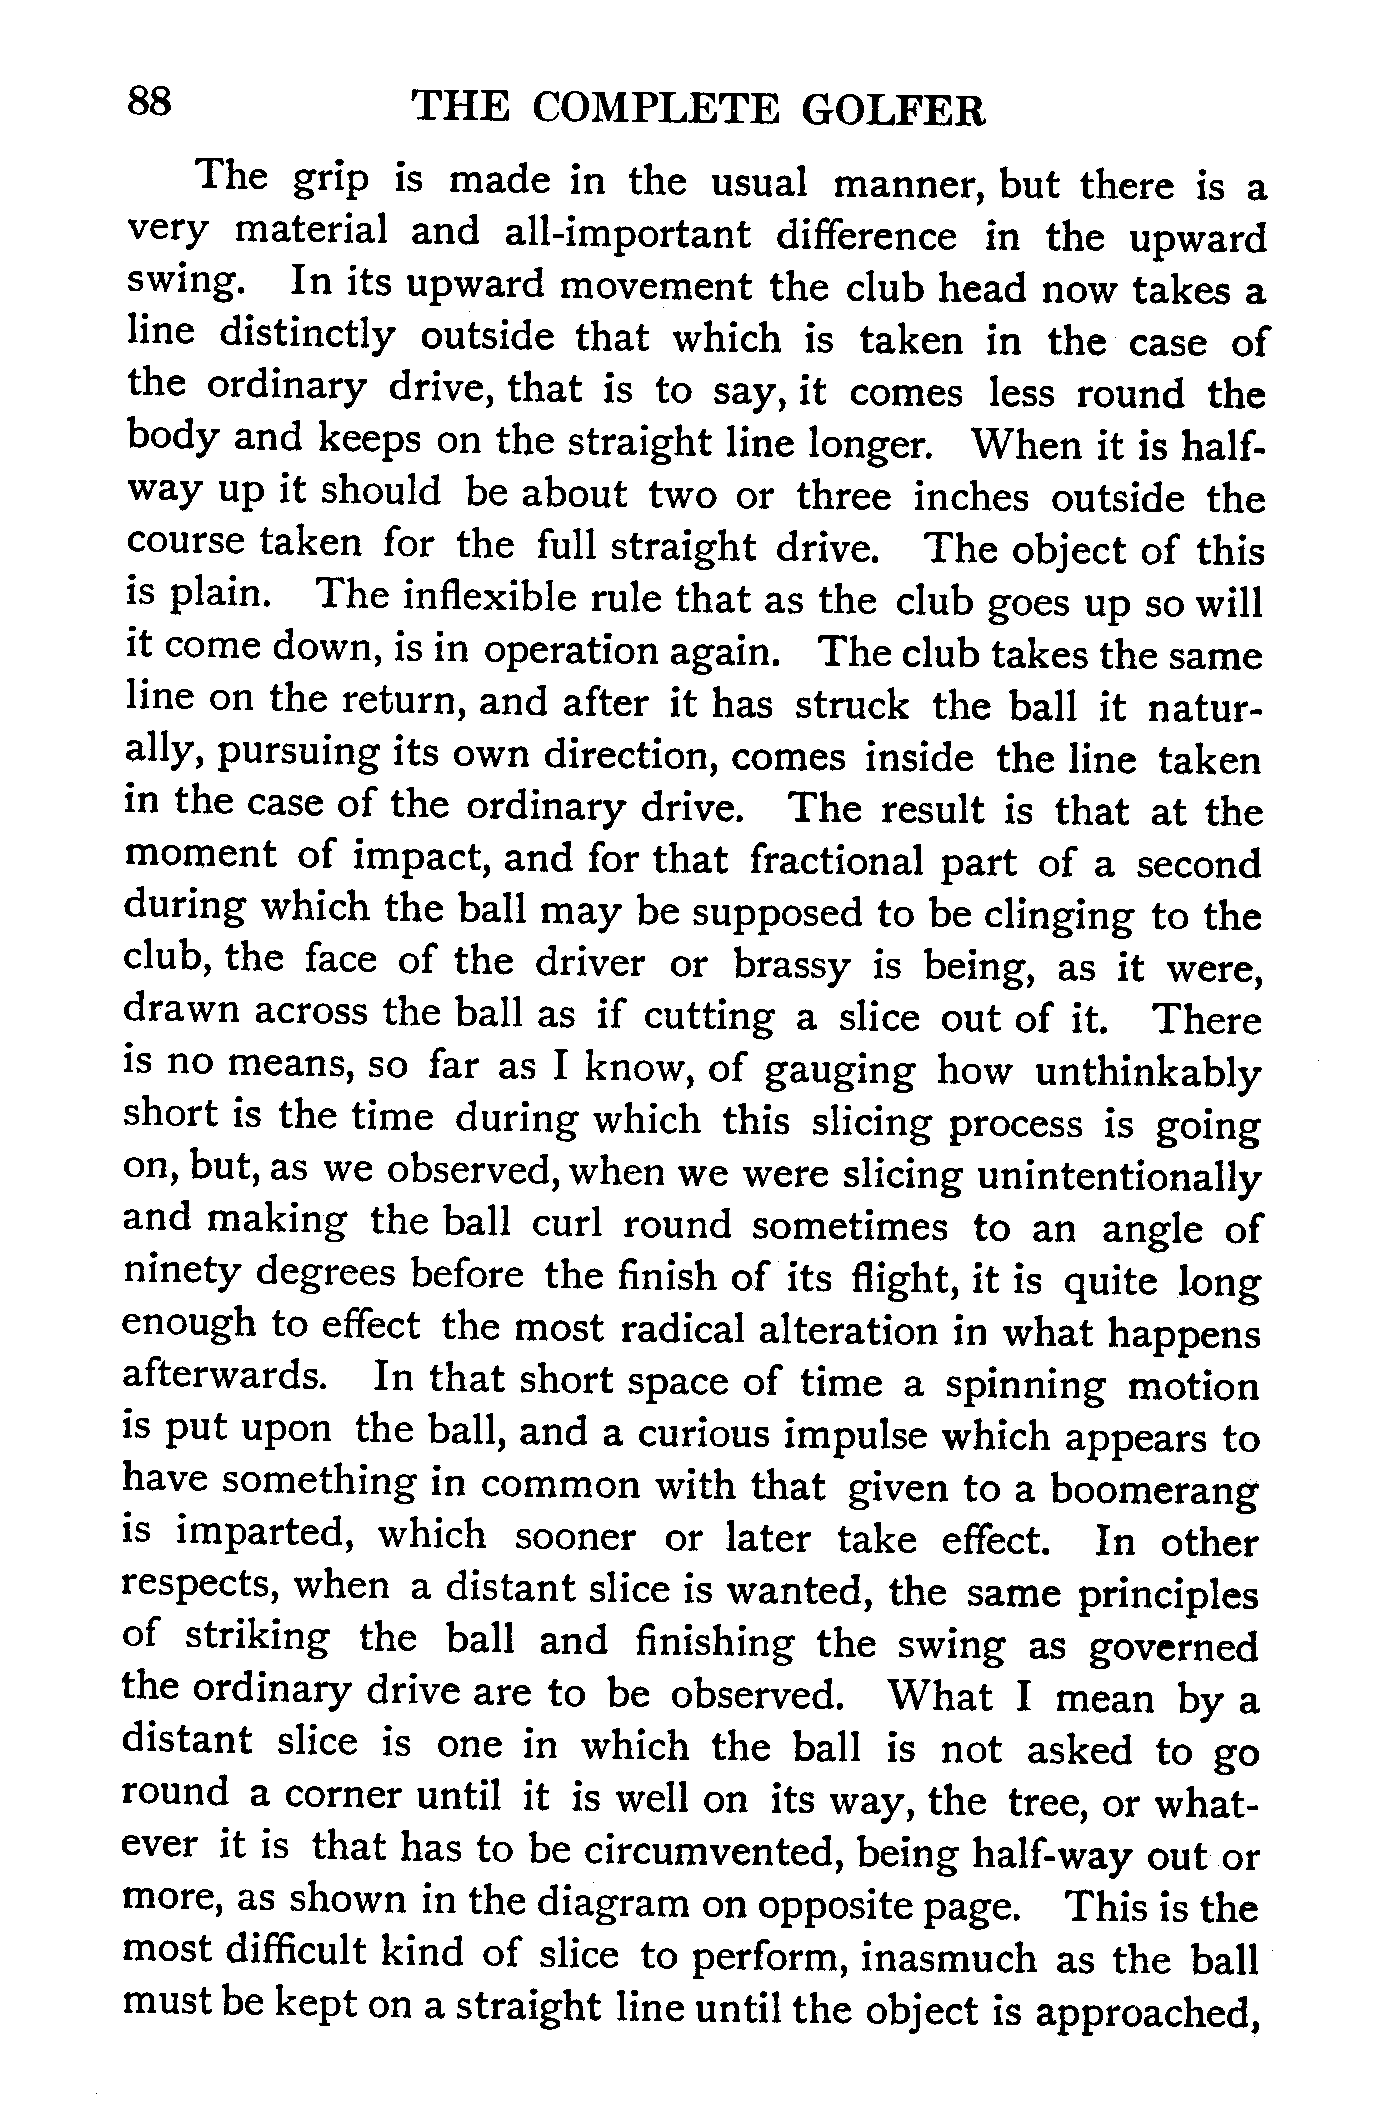 88 THE COMPLETE GOLFER
The grip is made in the usual manner, but there is a
very material and all-important difference in the upward
swing. In its upward movement the club head now takes a
line distinctly outside that which is taken in the case of
the ordinary drive, that is to say, it comes less round the
body and keeps on the straight line longer. When it is half-
way up it should be about two or three inches outside the
course taken for the full straight drive. The object of this
is plain. The inflexible rule that as the club goes up so will
it come down, is in operation again. The club takes the same
line on the return, and after it has struck the ball it natur-
ally, pursuing its own direction, comes inside the line taken
in the case of the ordinary drive. The result is that at the
moment of impact, and for that fractional part of a second
during which the ball may be supposed to be clinging to the
club, the face of the driver or brassy is being, as it were,
drawn across the ball as if cutting a slice out of it. There
is no means, so far as I know, of gauging how unthinkably
short is the time during which this slicing process is going
on, but, as we observed, when we were slicing unintentionally
and making the ball curl round sometimes to an angle of
ninety degrees before the finish of its flight, it is quite long
enough to effect the most radical alteration in what happens
afterwards. In that short space of time a spinning motion
is put upon the ball, and a curious impulse which appears to
have something in common with that given to a boomerang
is imparted, which sooner or later take effect. In other
respects, when a distant slice is wanted, the same principles
of striking the ball and finishing the swing as governed
the ordinary drive are to be observed. What I mean by a
distant slice is one in which the ball is not asked to go
round a corner until it is well on its way, the tree, or what-
ever it is that has to be circumvented, being half-way out or
more, as shown in the diagram on opposite page. This is the
most difficult kind of slice to perform, inasmuch as the ball
must be kept on a straight line until the object is approached,